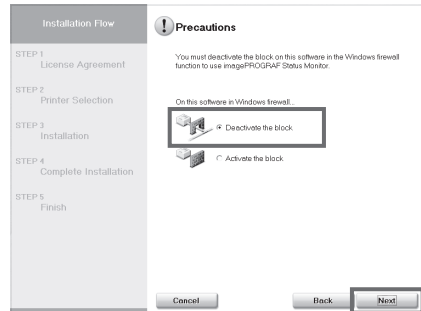 Installation Flow
STEP 1
License Agreement
STEP 2
Printer Selection
STEP 3
Installation
STEP 4
Complete Installation
STEP 5
Finish
Precautions
You must deactivate the block on this software in the Windows firewall
function to use imagePROGRAF Status Monitor.
On this software in Windows firewall...
Deactivate the block
Activate the block
Cancel
Back
Next